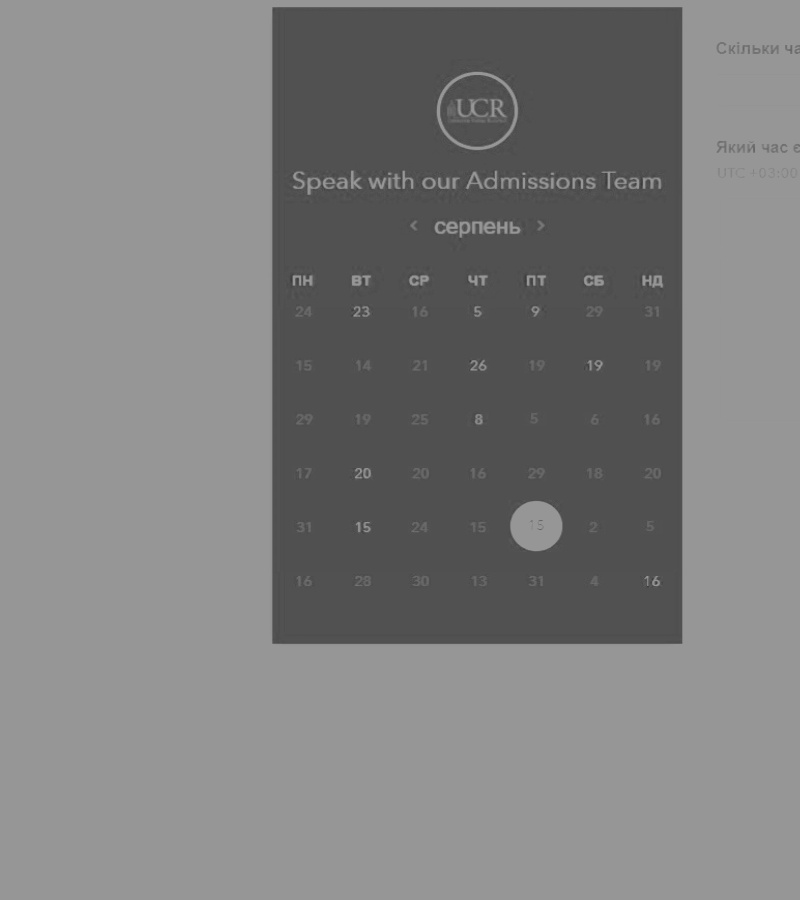 Скільки ча
UCR
Який час є
UTC +03:00
Speak with our Admissions Team
серпень
ПН ВТ СР ЧТ ПТ СБ НД
24 23 16 5 9 29 31
15 14 21 26 19 19 19
29 19 25 8 5 6 16
17 20 20 16 29 18 20
31 15 24 15 15 2 5
16 28 30 13 31 4 16